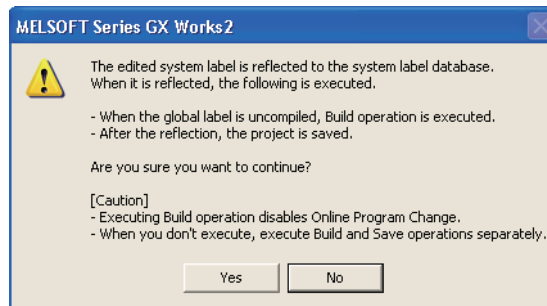 MELSOFT Series GX Works2
The edited system label is reflected to the system label database.
When it is reflected, the following is executed.
- When the global label is uncompiled, Build operation is executed.
- After the reflection, the project is saved.
Are you sure you want to continue?
[Caution]
- Executing Build operation disables Online Program Change.
- When you don't execute, execute Build and Save operations separately.
Yes No